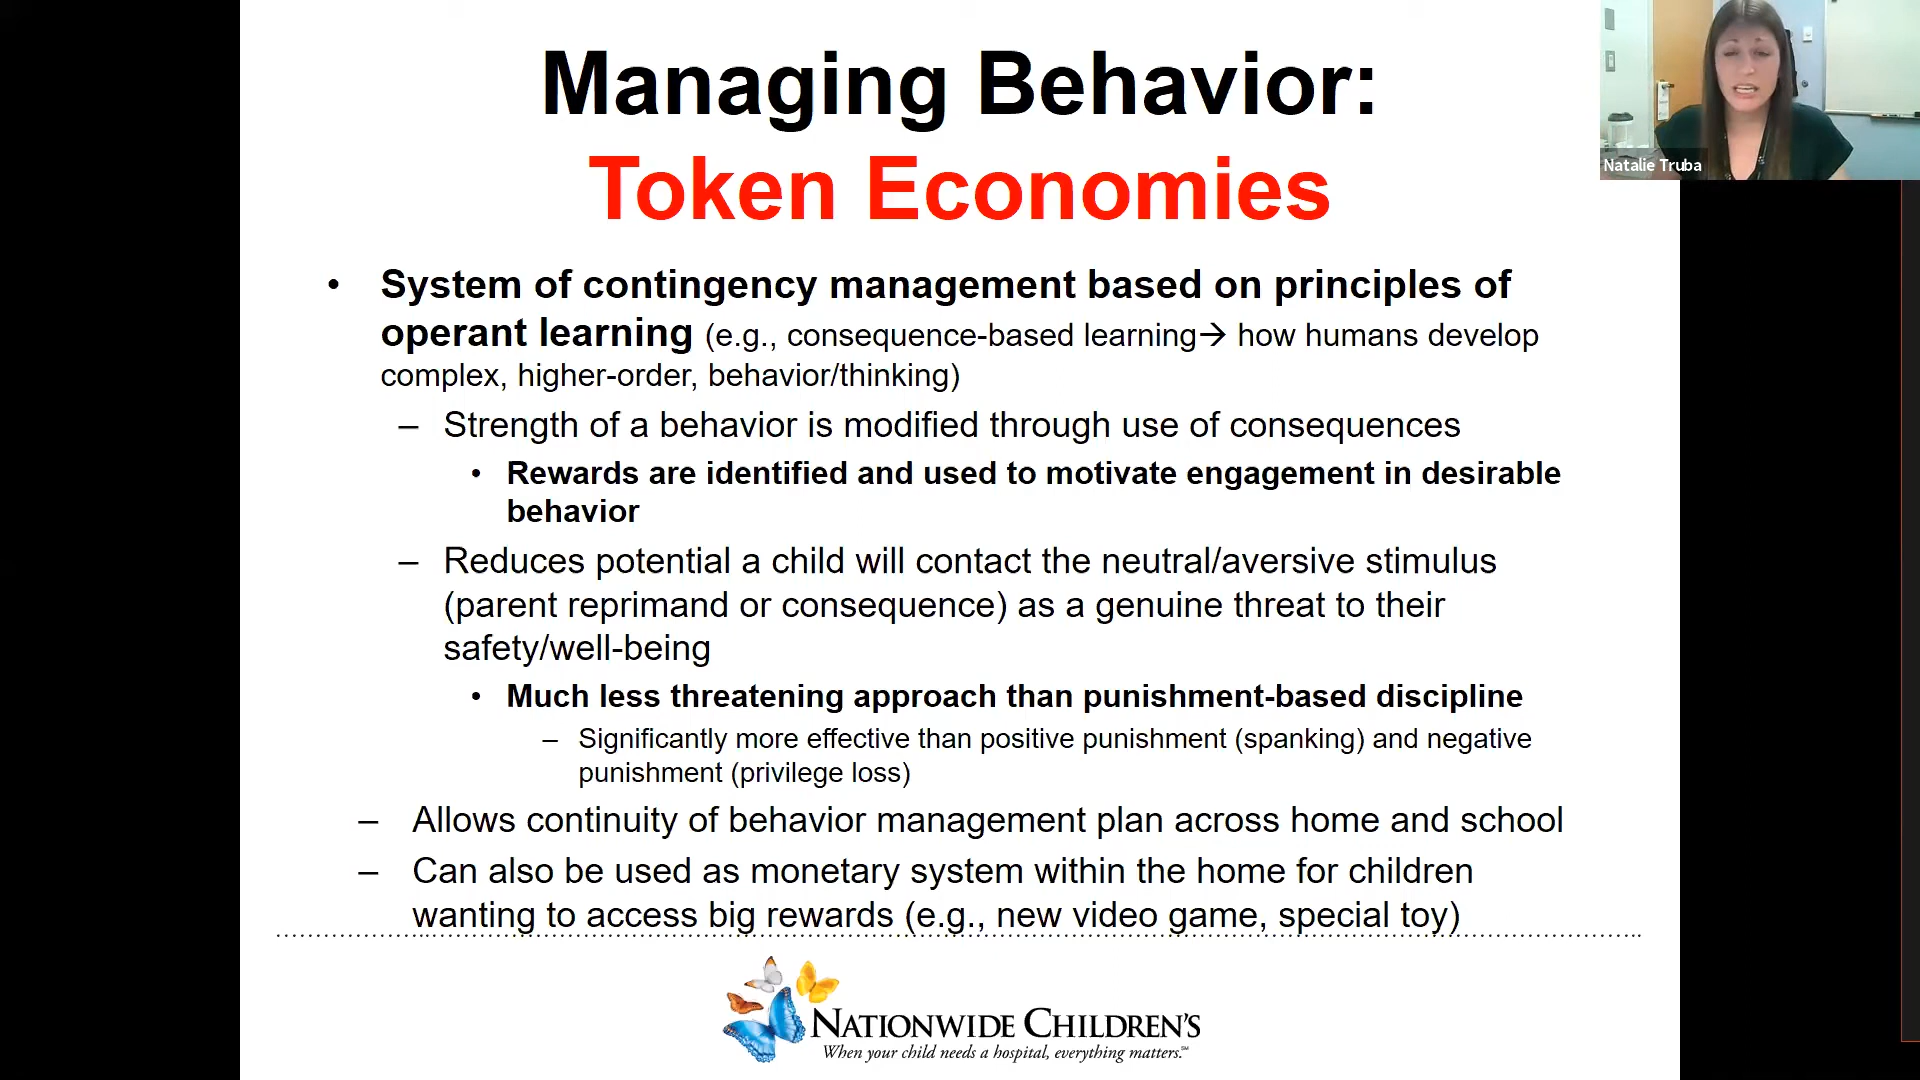 Managing Behavior:
Token Economies
• System of contingency management based on principles of
operant learning (e.g., consequence-based learning→ how humans develop
complex, higher-order, behavior/thinking)
– Strength of a behavior is modified through use of consequences
• Rewards are identified and used to motivate engagement in desirable
behavior
– Reduces potential a child will contact the neutral/aversive stimulus
(parent reprimand or consequence) as a genuine threat to their
safety/well-being
• Much less threatening approach than punishment-based discipline
– Significantly more effective than positive punishment (spanking) and negative
punishment (privilege loss)
– Allows continuity of behavior management plan across home and school
– Can also be used as monetary system within the home for children
wanting to access big rewards (e.g., new video game, special toy)
NATIONWIDE CHILDREN'S
When your child needs a hospital, everything matters.℠
Natalie Truba